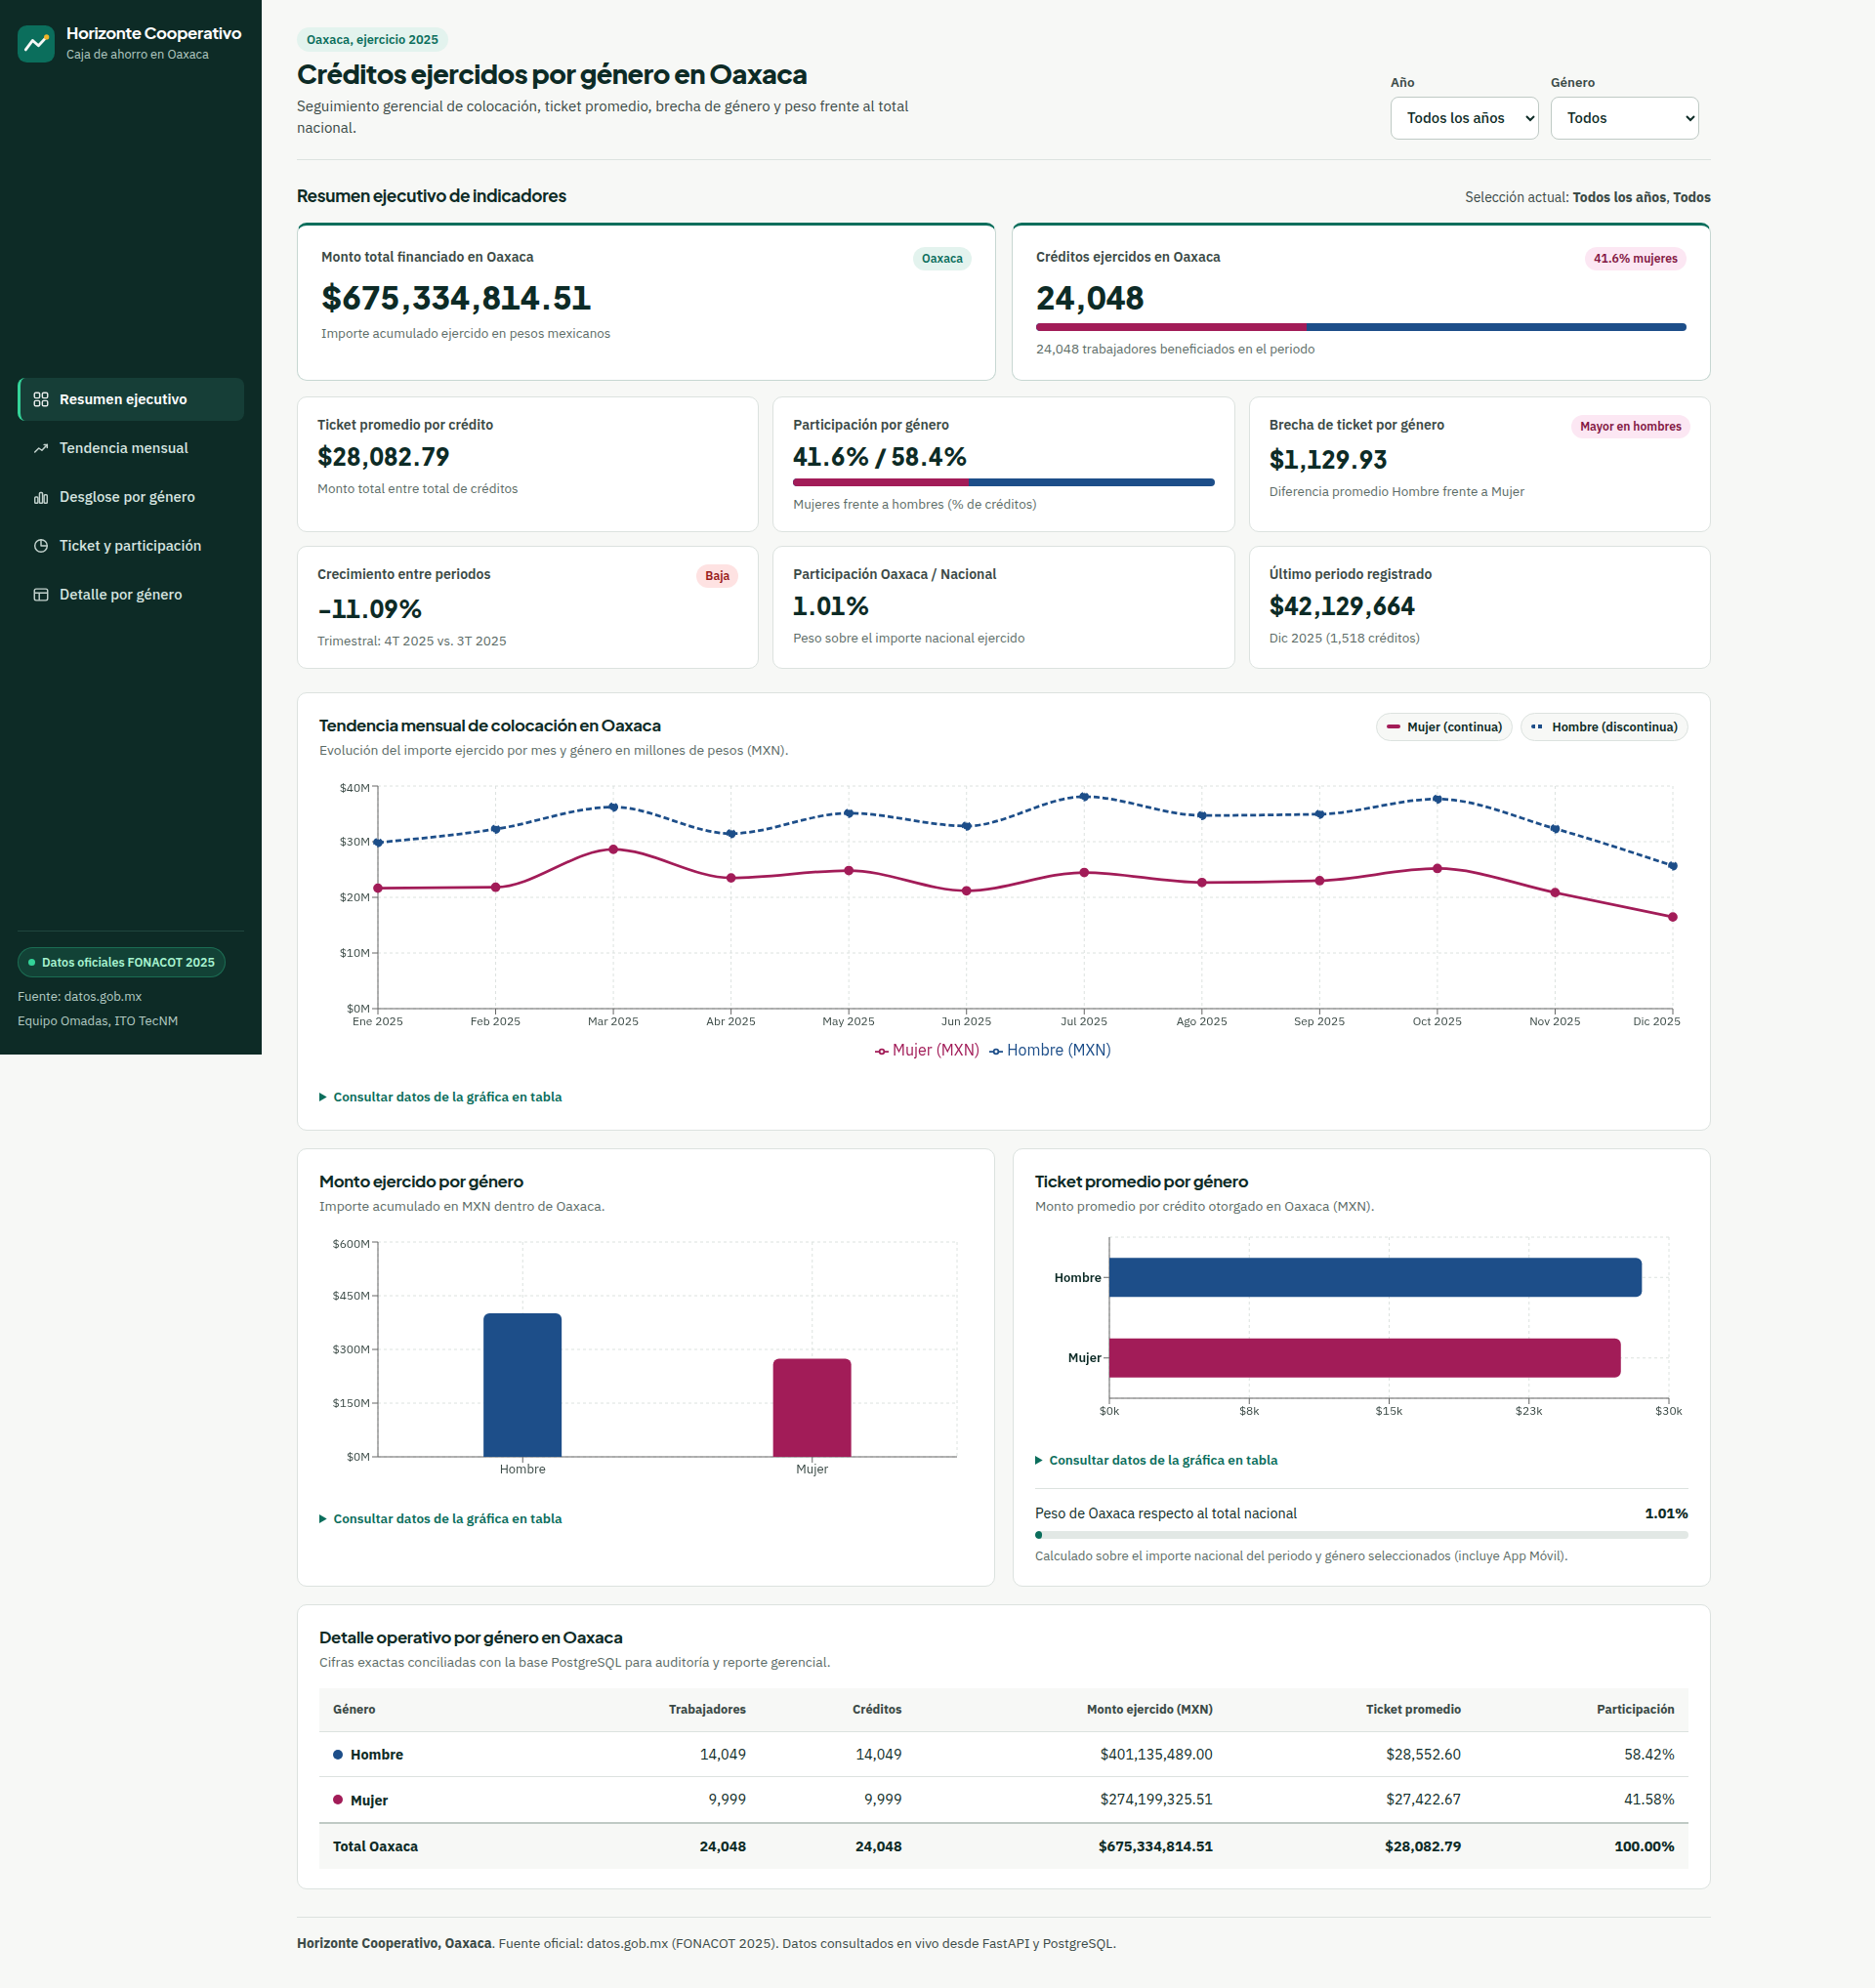 Horizonte Cooperativo
Caja de ahorro en Oaxaca
Resumen ejecutivo
Tendencia mensual
Desglose por género
Ticket y participación
Detalle por género
Datos oficiales FONACOT 2025
Fuente: datos.gob.mx
Equipo Omadas, ITO TecNM
Oaxaca, ejercicio 2025
Créditos ejercidos por género en Oaxaca
Seguimiento gerencial de colocación, ticket promedio, brecha de género y peso frente al total
nacional.
Año
Género
Todos los años
Todos
Resumen ejecutivo de indicadores
Selección actual: Todos los años, Todos
Monto total financiado en Oaxaca
Oaxaca
$675,334,814.51
Importe acumulado ejercido en pesos mexicanos
Créditos ejercidos en Oaxaca
41.6% mujeres
24,048
24,048 trabajadores beneficiados en el periodo
Ticket promedio por crédito
$28,082.79
Monto total entre total de créditos
Participación por género
41.6% / 58.4%
Mujeres frente a hombres (% de créditos)
Brecha de ticket por género
Mayor en hombres
$1,129.93
Diferencia promedio Hombre frente a Mujer
Crecimiento entre periodos
Baja
-11.09%
Trimestral: 4T 2025 vs. 3T 2025
Participación Oaxaca / Nacional
1.01%
Peso sobre el importe nacional ejercido
Último periodo registrado
$42,129,664
Dic 2025 (1,518 créditos)
Tendencia mensual de colocación en Oaxaca
Evolución del importe ejercido por mes y género en millones de pesos (MXN).
Mujer (continua)
Hombre (discontinua)
$40M
$30M
$20M
$10M
$0M
Ene 2025 Feb 2025 Mar 2025 Abr 2025 May 2025 Jun 2025 Jul 2025 Ago 2025 Sep 2025 Oct 2025 Nov 2025 Dic 2025
Mujer (MXN) Hombre (MXN)
Consultar datos de la gráfica en tabla
Monto ejercido por género
Importe acumulado en MXN dentro de Oaxaca.
$600M
$450M
$300M
$150M
$0M
Hombre Mujer
Consultar datos de la gráfica en tabla
Ticket promedio por género
Monto promedio por crédito otorgado en Oaxaca (MXN).
Hombre
Mujer
$0k $8k $15k $23k $30k
Consultar datos de la gráfica en tabla
Peso de Oaxaca respecto al total nacional 1.01%
Calculado sobre el importe nacional del periodo y género seleccionados (incluye App Móvil).
Detalle operativo por género en Oaxaca
Cifras exactas conciliadas con la base PostgreSQL para auditoría y reporte gerencial.
Género Trabajadores Créditos Monto ejercido (MXN) Ticket promedio Participación
Hombre 14,049 14,049 $401,135,489.00 $28,552.60 58.42%
Mujer 9,999 9,999 $274,199,325.51 $27,422.67 41.58%
Total Oaxaca 24,048 24,048 $675,334,814.51 $28,082.79 100.00%
Horizonte Cooperativo, Oaxaca. Fuente oficial: datos.gob.mx (FONACOT 2025). Datos consultados en vivo desde FastAPI y PostgreSQL.